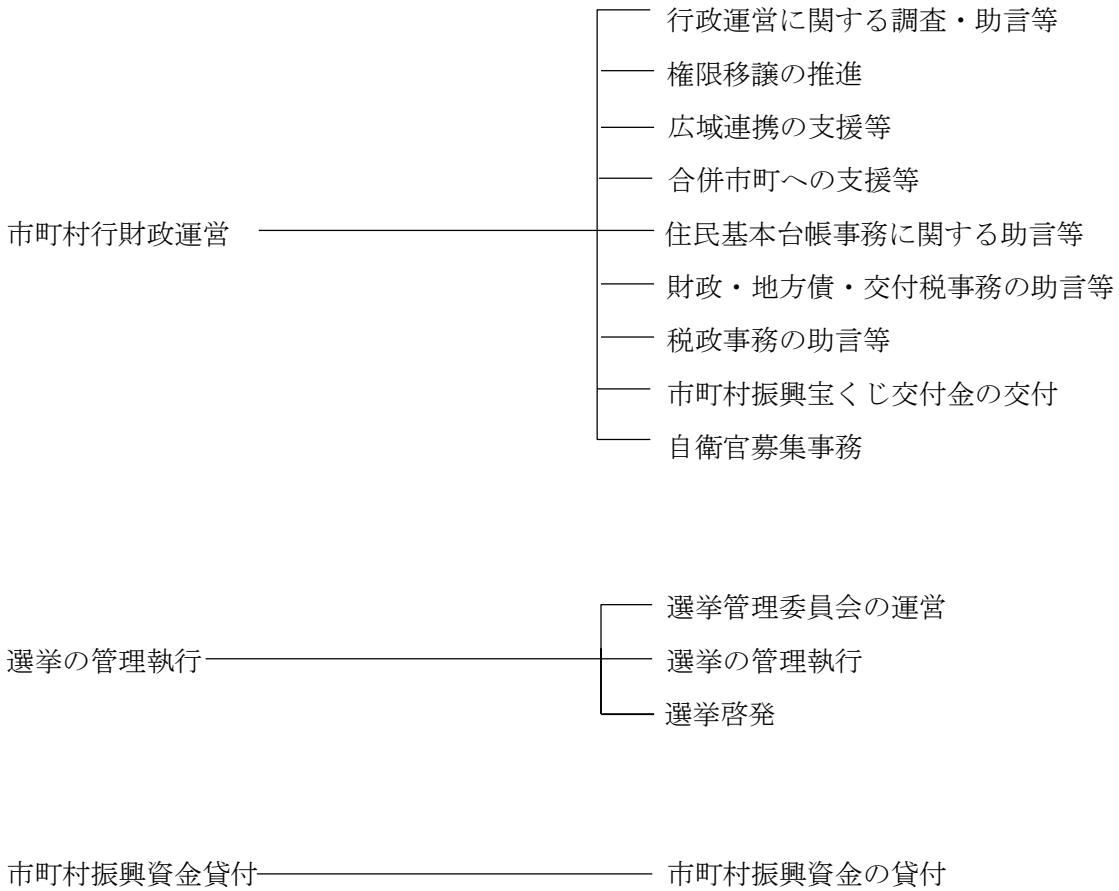 行政運営に関する調査・助言等
権限移譲の推進
広域連携の支援等
合併市町への支援等
市町村行財政運営
住民基本台帳事務に関する助言等
財政・地方債・交付税事務の助言等
税政事務の助言等
市町村振興宝くじ交付金の交付
自衛官募集事務
選挙管理委員会の運営
選挙の管理執行
選挙の管理執行
選挙啓発
市町村振興資金貸付
市町村振興資金の貸付